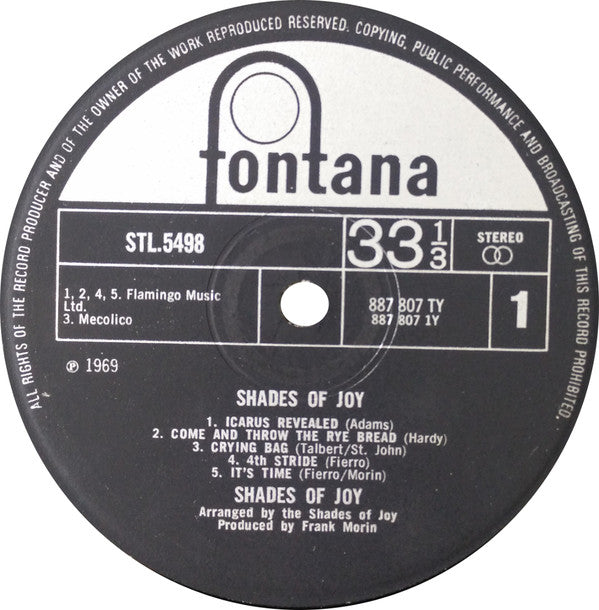 ALL RIGHTS OF THE RECORD PRODUCER AND OF THE OWNER OF THE WORK REPRODUCED RESERVED. COPYING, PUBLIC PERFORMANCE AND BROADCASTING OF THIS RECORD PROHIBITED.
fontana
STL.5498
33 1/3
STEREO
1, 2, 4, 5. Flamingo Music
Ltd.
3. Mecolico
887 807 TY
887 807 1Y
1
℗ 1969
SHADES OF JOY
1. ICARUS REVEALED (Adams)
2. COME AND THROW THE RYE BREAD (Hardy)
3. CRYING BAG (Talbert/St. John)
4. 4th STRIDE (Fierro)
5. IT'S TIME (Fierro/Morin)
SHADES OF JOY
Arranged by the Shades of Joy
Produced by Frank Morin